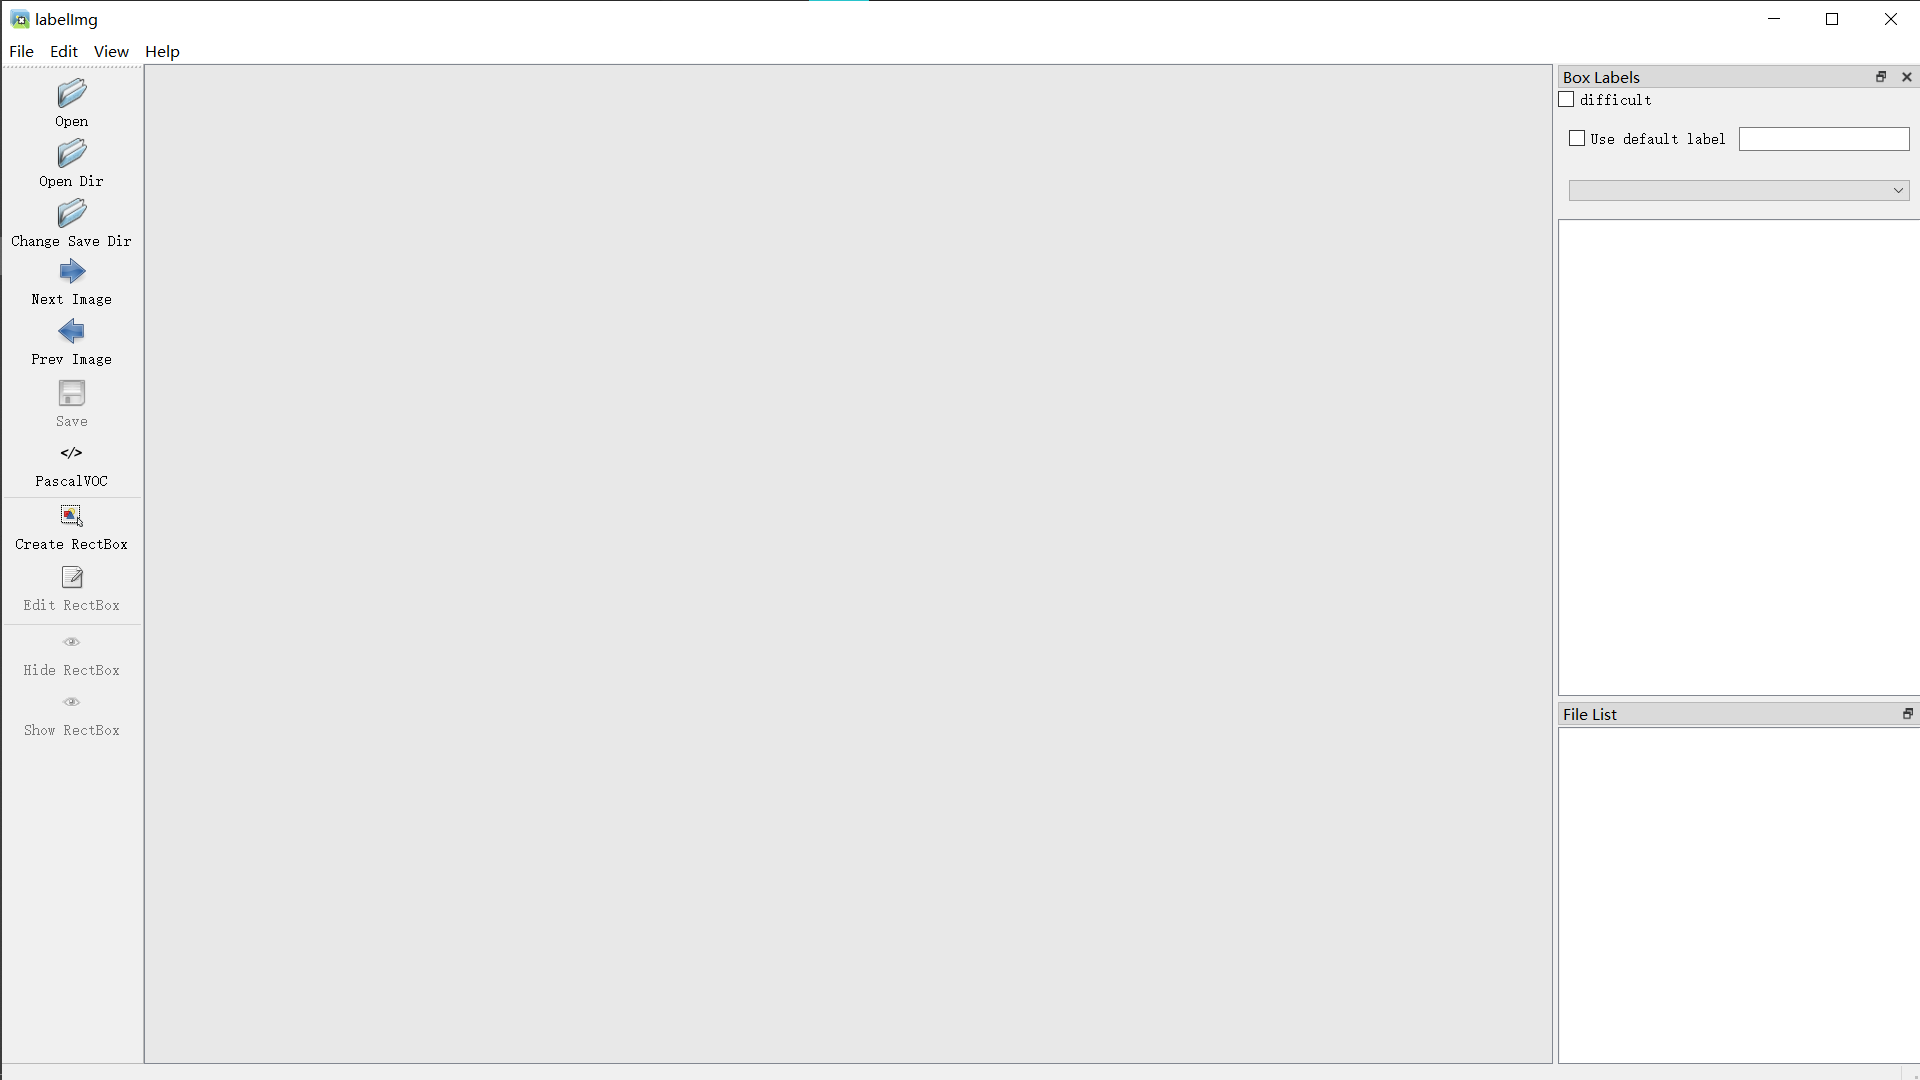 labelImg
File Edit View Help
Open
Open Dir
Change Save Dir
Next Image
Prev Image
Save
</>
PascalVOC
Create RectBox
Edit RectBox
Hide RectBox
Show RectBox
Box Labels
difficult
Use default label
File List